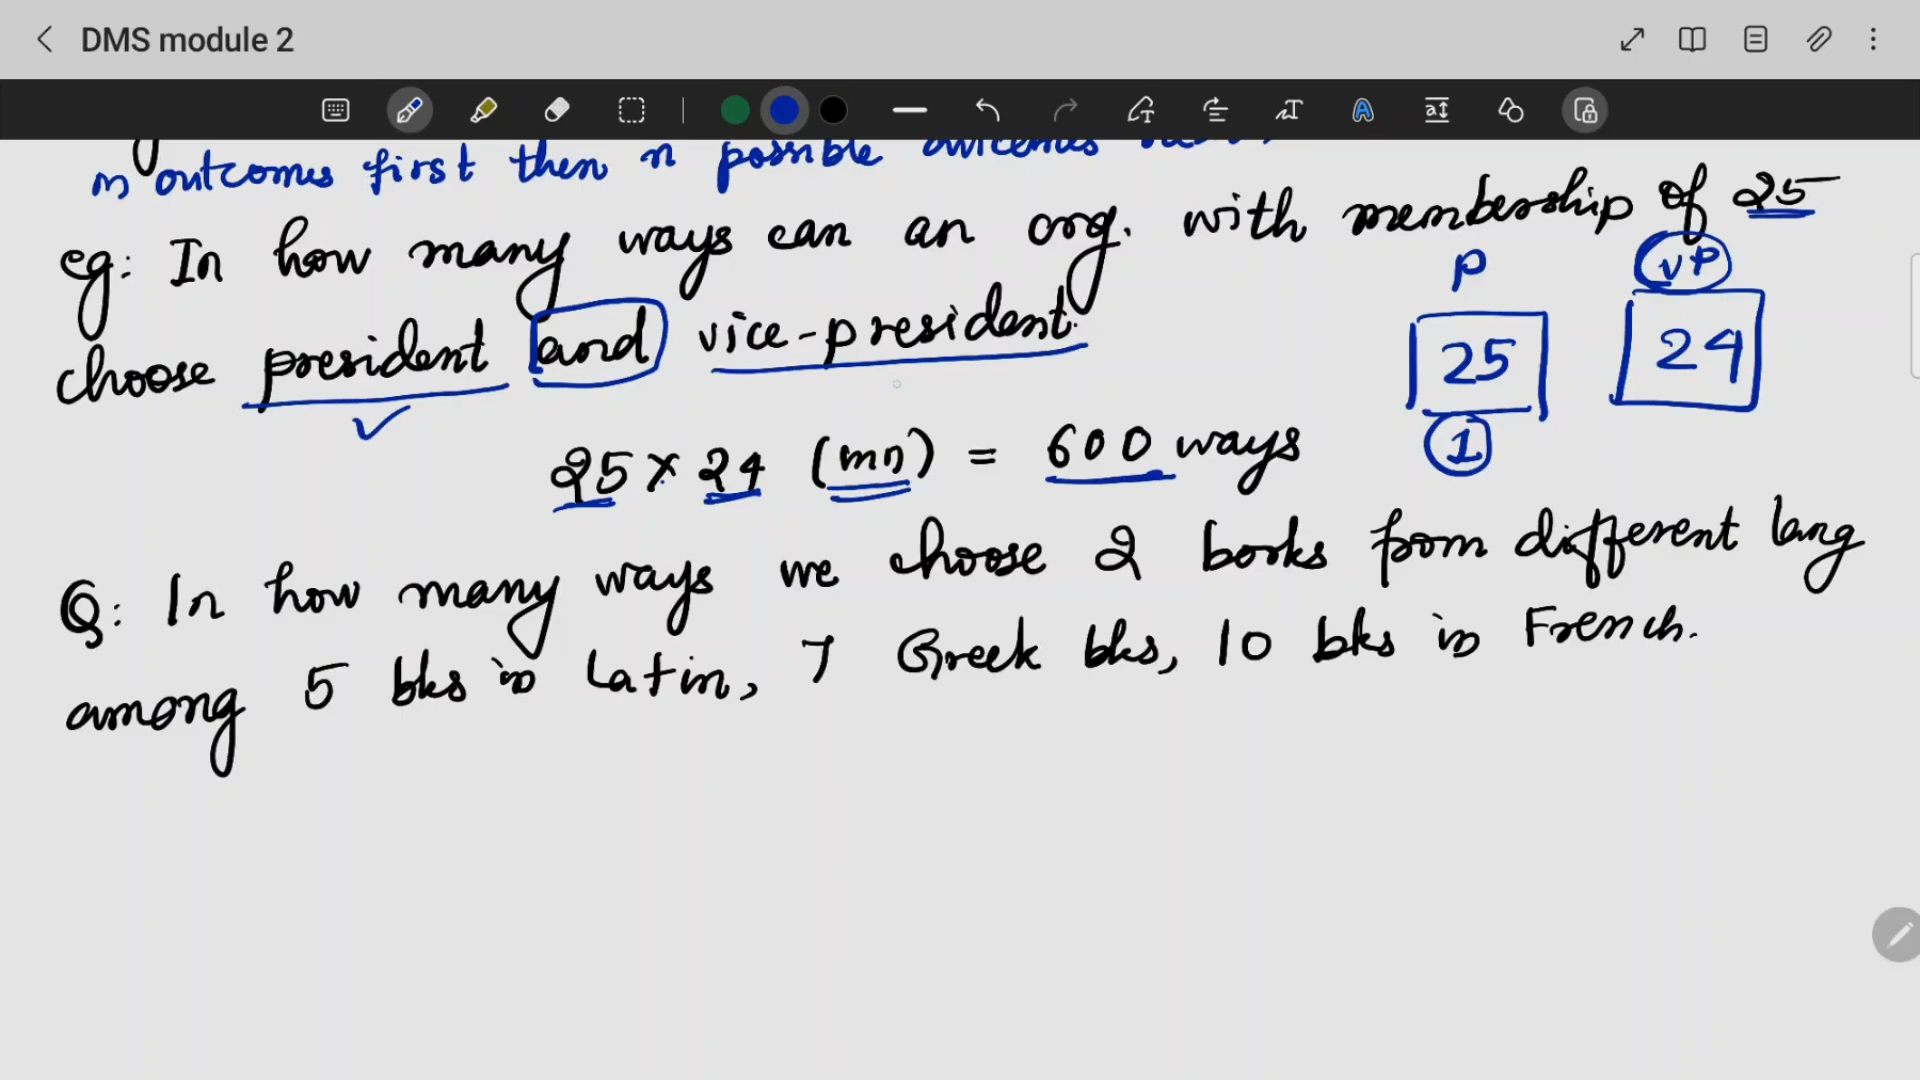 DMS module 2
m outcomes first then n possible outcomes
eg: In how many ways can an org. with membership of 25
P VP
choose president and vice-president.
25 24
1
25 x 24 (mn) = 600 ways
Q: In how many ways we choose 2 books from different lang
among 5 bks in Latin, 7 Greek bks, 10 bks in French.